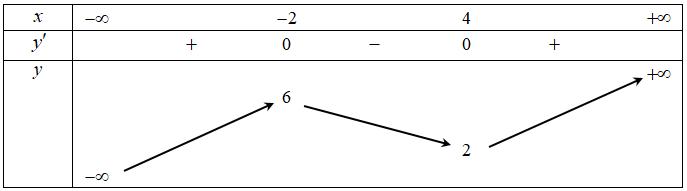 x −∞ −2 4 +∞
y′ + 0 − 0 +
y +∞
6
2
−∞